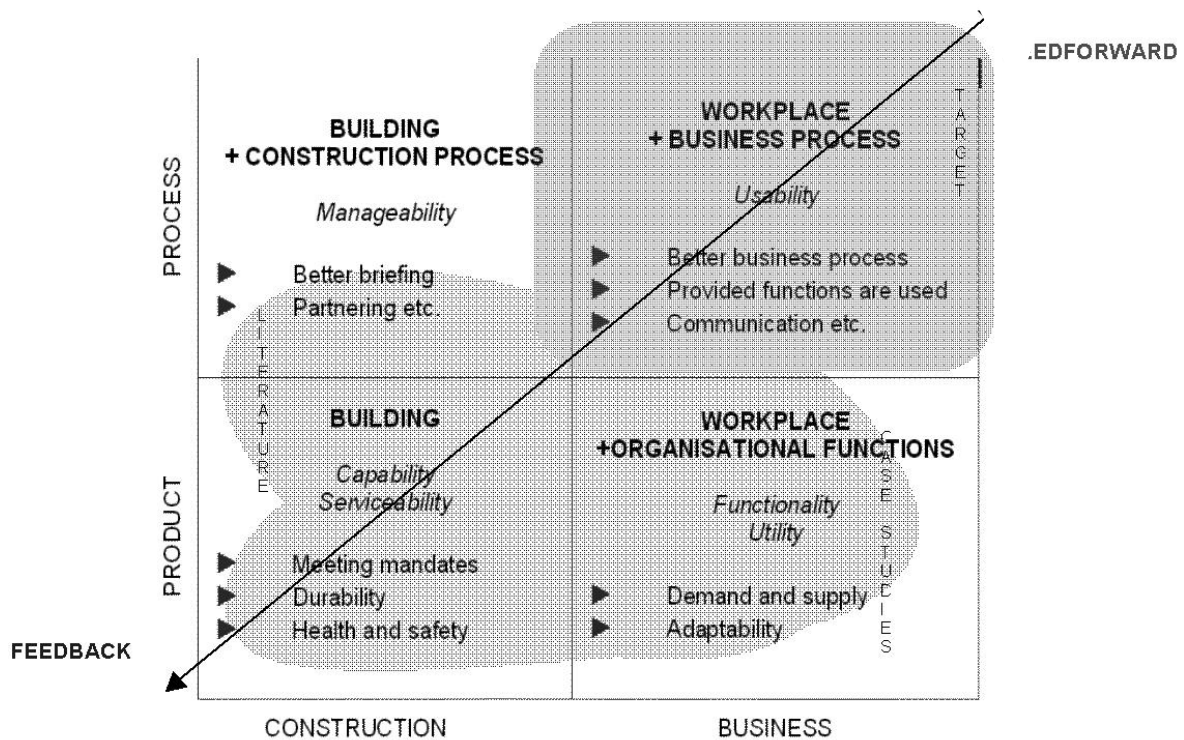 .EDFORWARD
TARGET
BUILDING
+ CONSTRUCTION PROCESS
Manageability
Better briefing
Partnering etc.
WORKPLACE
+ BUSINESS PROCESS
Usability
Better business process
Provided functions are used
Communication etc.
PROCESS
LITERATURE
BUILDING
Capability
Serviceability
Meeting mandates
Durability
Health and safety
WORKPLACE
+ORGANISATIONAL FUNCTIONS
Functionality
Utility
Demand and supply
Adaptability
CASE STUDIES
PRODUCT
FEEDBACK
CONSTRUCTION
BUSINESS